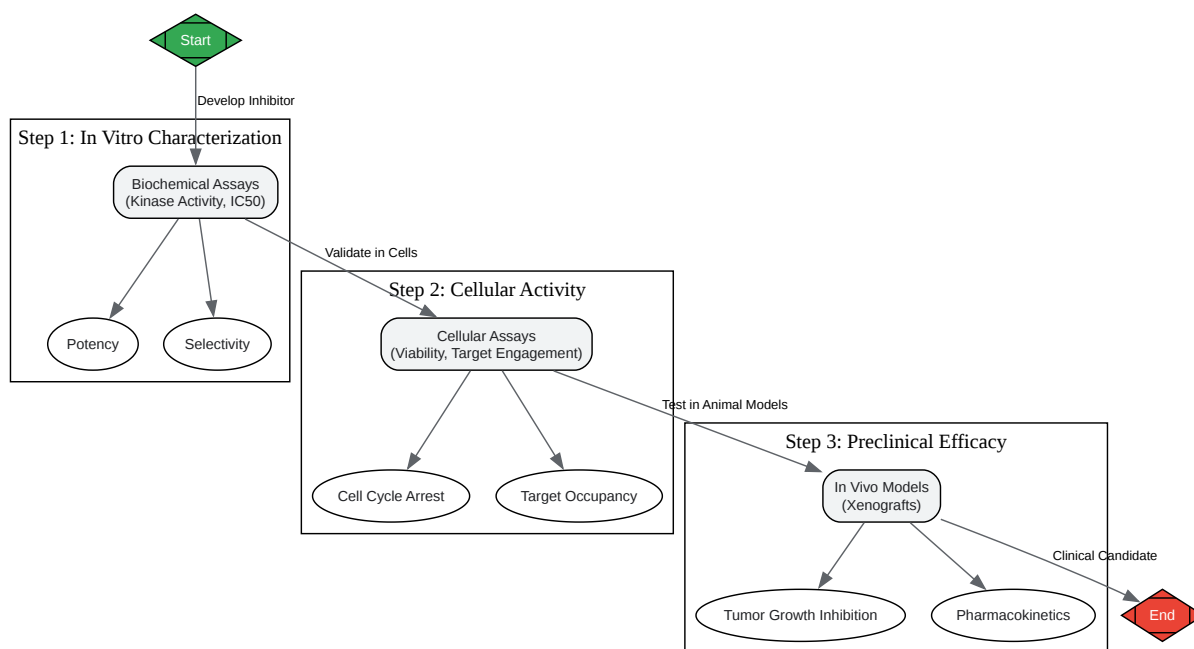 Start
Develop Inhibitor
Step 1: In Vitro Characterization
Biochemical Assays
(Kinase Activity, IC50)
Validate in Cells
Potency
Selectivity
Step 2: Cellular Activity
Cellular Assays
(Viability, Target Engagement)
Test in Animal Models
Cell Cycle Arrest
Target Occupancy
Step 3: Preclinical Efficacy
In Vivo Models
(Xenografts)
Clinical Candidate
Tumor Growth Inhibition
Pharmacokinetics
End